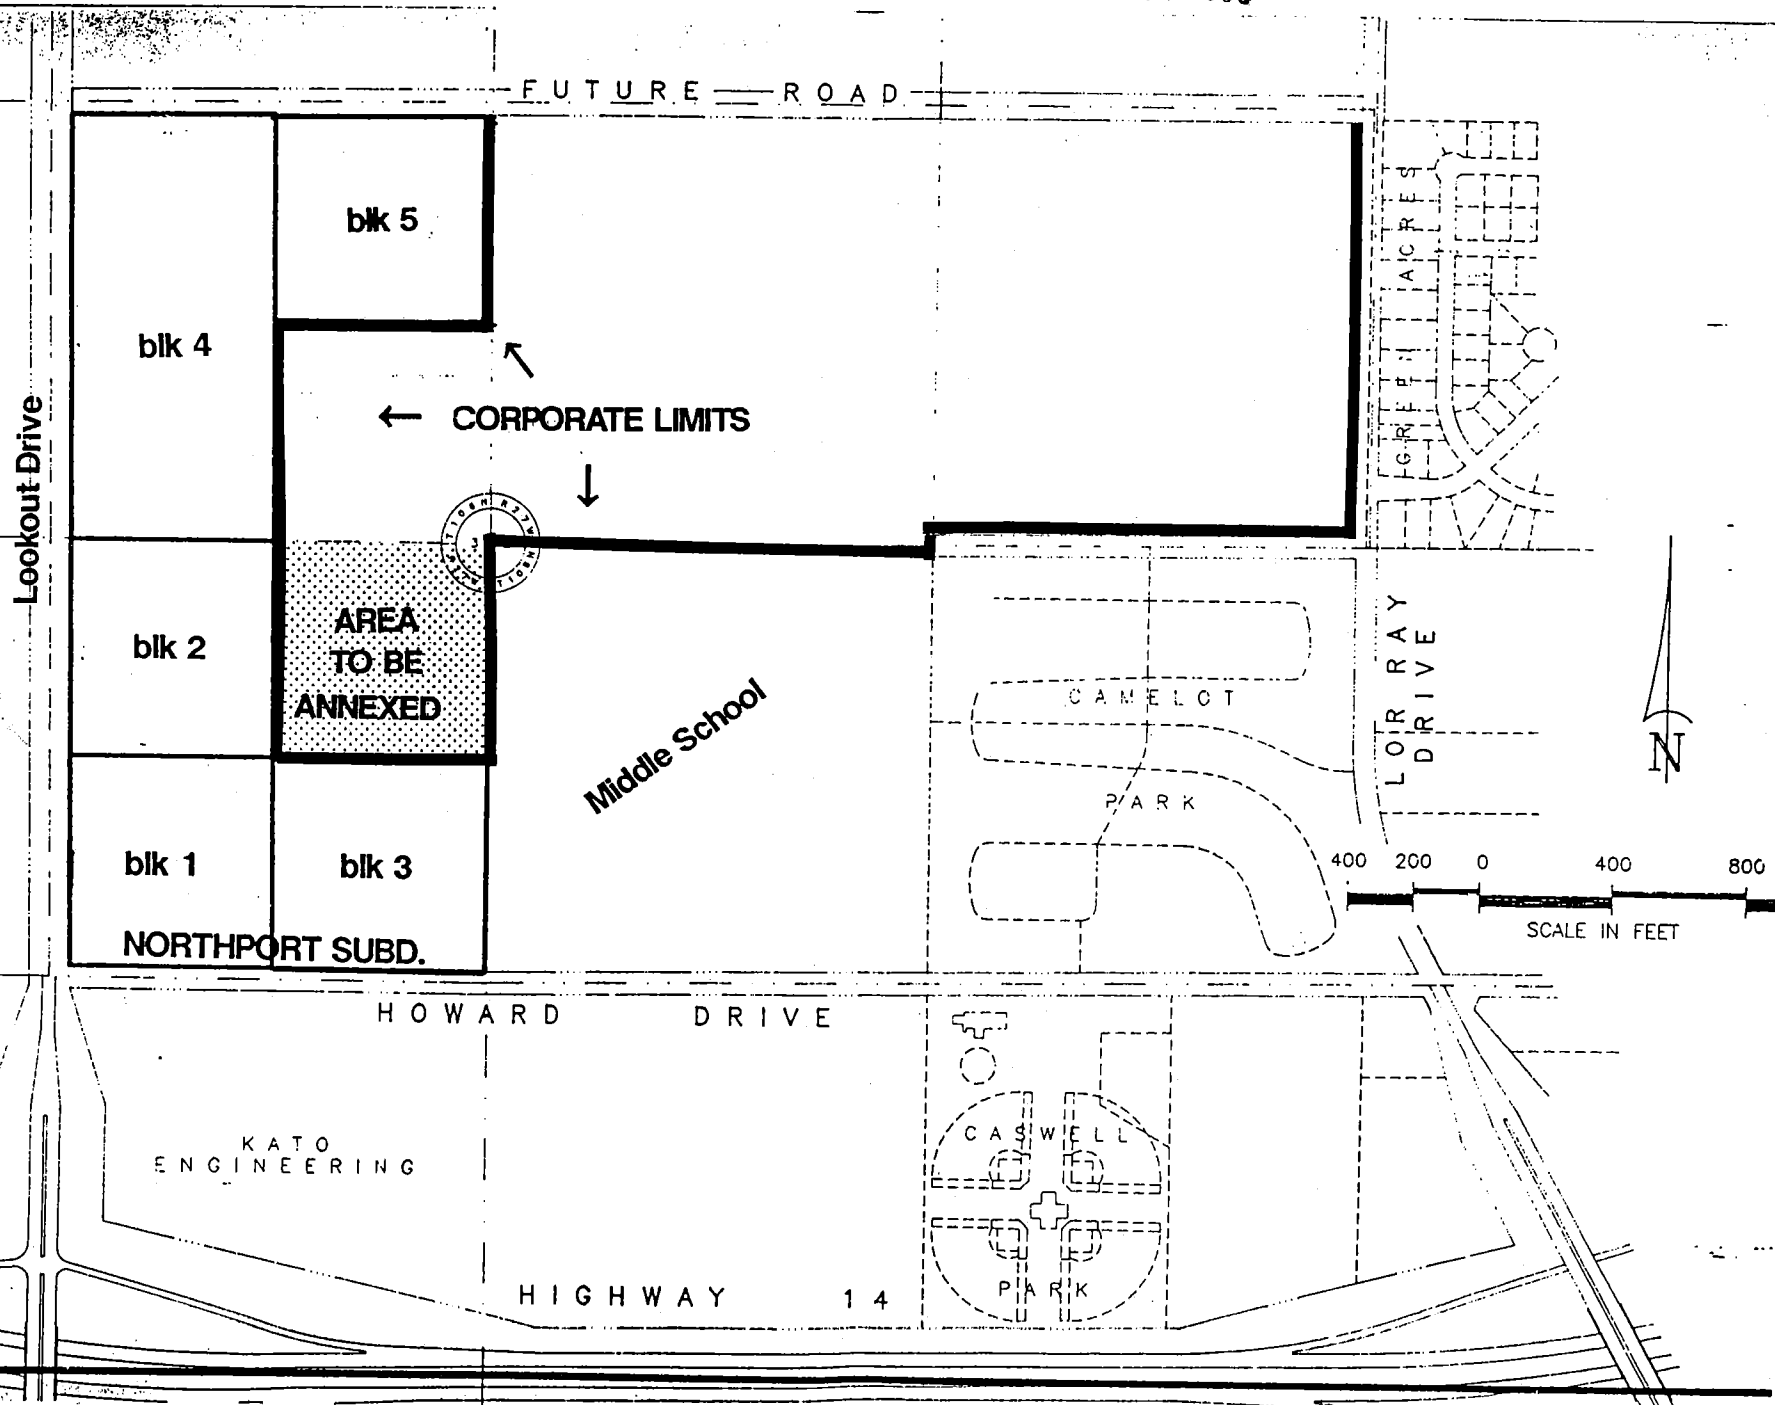 FUTURE ROAD
blk 5
blk 4
Lookout Drive
← CORPORATE LIMITS
GREEN ACRES
T108N R27W
AREA
TO BE
ANNEXED
blk 2
Middle School
CAMELOT
PARK
LOR RAY
DRIVE
N
blk 1
blk 3
NORTHPORT SUBD.
400 200 0 400 800
SCALE IN FEET
HOWARD DRIVE
KATO
ENGINEERING
CASWELL
PARK
HIGHWAY 14